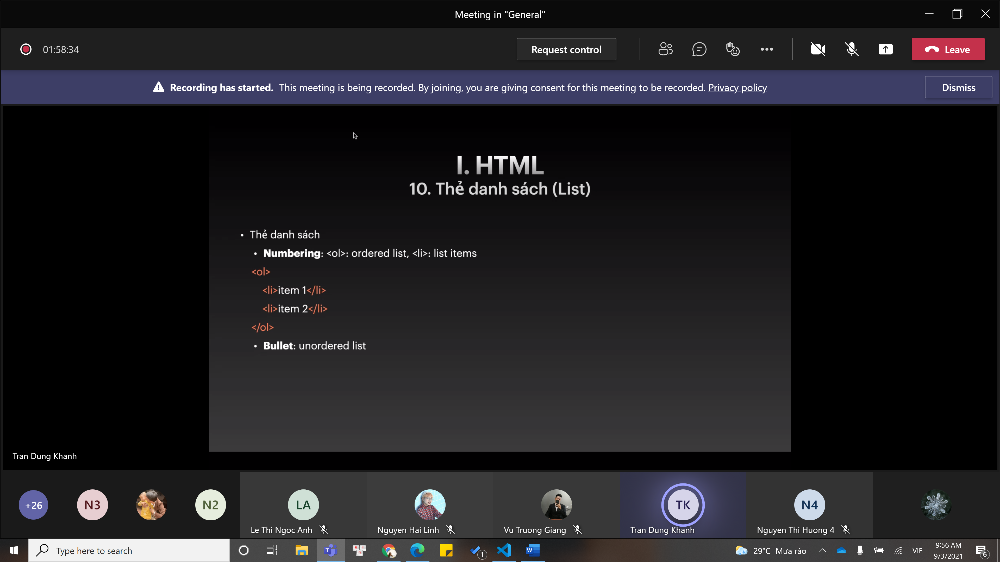 Meeting in "General"
01:58:34
Request control
Leave
Recording has started. This meeting is being recorded. By joining, you are giving consent for this meeting to be recorded. Privacy policy
Dismiss
I. HTML
10. Thẻ danh sách (List)
• Thẻ danh sách
• Numbering: <ol>: ordered list, <li>: list items
<ol>
<li>item 1</li>
<li>item 2</li>
</ol>
• Bullet: unordered list
Tran Dung Khanh
+26
N3
N2
LA
TK
N4
Le Thi Ngoc Anh
Nguyen Hai Linh
Vu Truong Giang
Tran Dung Khanh
Nguyen Thi Huong 4
Type here to search
1
29°C Mưa rào
VIE
9:56 AM
9/3/2021
6